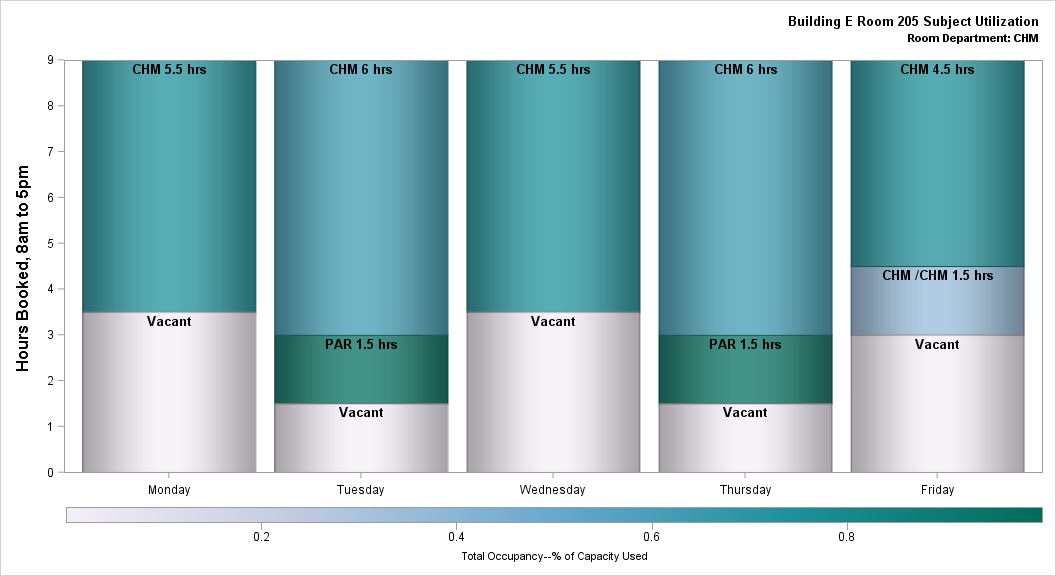 Building E Room 205 Subject Utilization
Room Department: CHM
Hours Booked, 8am to 5pm
9
8
7
6
5
4
3
2
1
0
CHM 5.5 hrs
Vacant
CHM 6 hrs
PAR 1.5 hrs
Vacant
CHM 5.5 hrs
Vacant
CHM 6 hrs
PAR 1.5 hrs
Vacant
CHM 4.5 hrs
CHM /CHM 1.5 hrs
Vacant
Monday Tuesday Wednesday Thursday Friday
0.2 0.4 0.6 0.8
Total Occupancy--% of Capacity Used